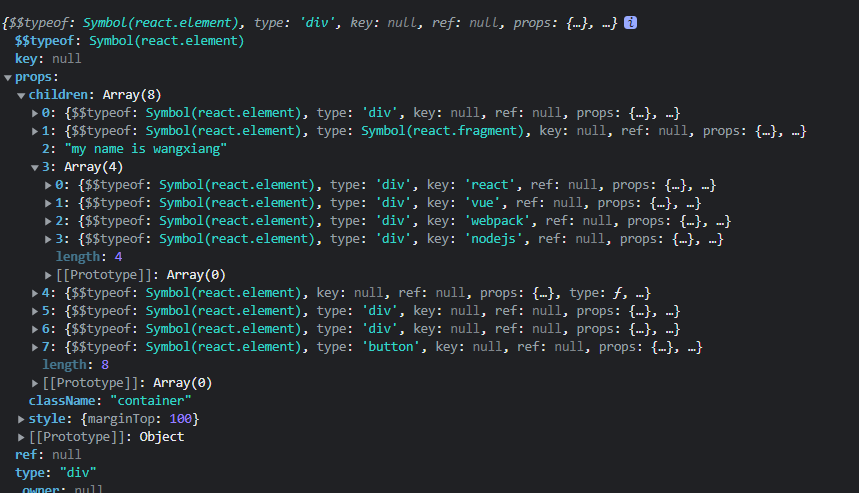 {$$typeof: Symbol(react.element), type: 'div', key: null, ref: null, props: {…}, …} i
$$typeof: Symbol(react.element)
key: null
props:
children: Array(8)
0: {$$typeof: Symbol(react.element), type: 'div', key: null, ref: null, props: {…}, …}
1: {$$typeof: Symbol(react.element), type: Symbol(react.fragment), key: null, ref: null, props: {…}, …}
2: "my name is wangxiang"
3: Array(4)
0: {$$typeof: Symbol(react.element), type: 'div', key: 'react', ref: null, props: {…}, …}
1: {$$typeof: Symbol(react.element), type: 'div', key: 'vue', ref: null, props: {…}, …}
2: {$$typeof: Symbol(react.element), type: 'div', key: 'webpack', ref: null, props: {…}, …}
3: {$$typeof: Symbol(react.element), type: 'div', key: 'nodejs', ref: null, props: {…}, …}
length: 4
[[Prototype]]: Array(0)
4: {$$typeof: Symbol(react.element), key: null, ref: null, props: {…}, type: ƒ, …}
5: {$$typeof: Symbol(react.element), type: 'div', key: null, ref: null, props: {…}, …}
6: {$$typeof: Symbol(react.element), type: 'div', key: null, ref: null, props: {…}, …}
7: {$$typeof: Symbol(react.element), type: 'button', key: null, ref: null, props: {…}, …}
length: 8
[[Prototype]]: Array(0)
className: "container"
style: {marginTop: 100}
[[Prototype]]: Object
ref: null
type: "div"
_owner: null